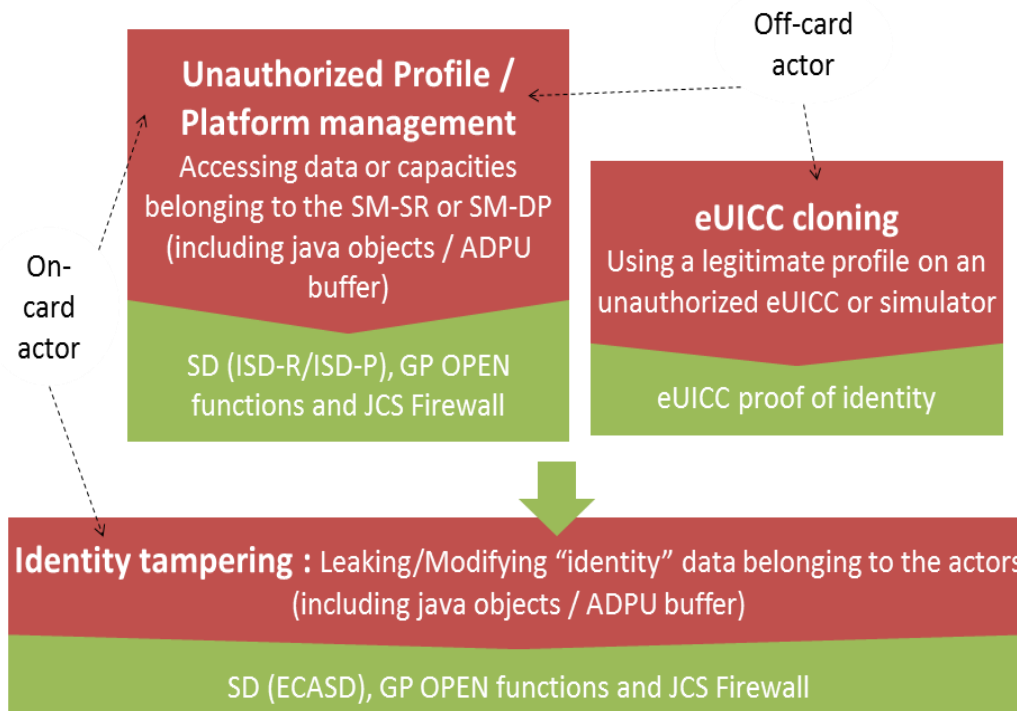 Off-card
actor
Unauthorized Profile /
Platform management
Accessing data or capacities
belonging to the SM-SR or SM-DP
(including java objects / ADPU
buffer)
SD (ISD-R/ISD-P), GP OPEN
functions and JCS Firewall
eUICC cloning
Using a legitimate profile on an
unauthorized eUICC or simulator
eUICC proof of identity
On-
card
actor
Identity tampering : Leaking/Modifying “identity” data belonging to the actors
(including java objects / ADPU buffer)
SD (ECASD), GP OPEN functions and JCS Firewall